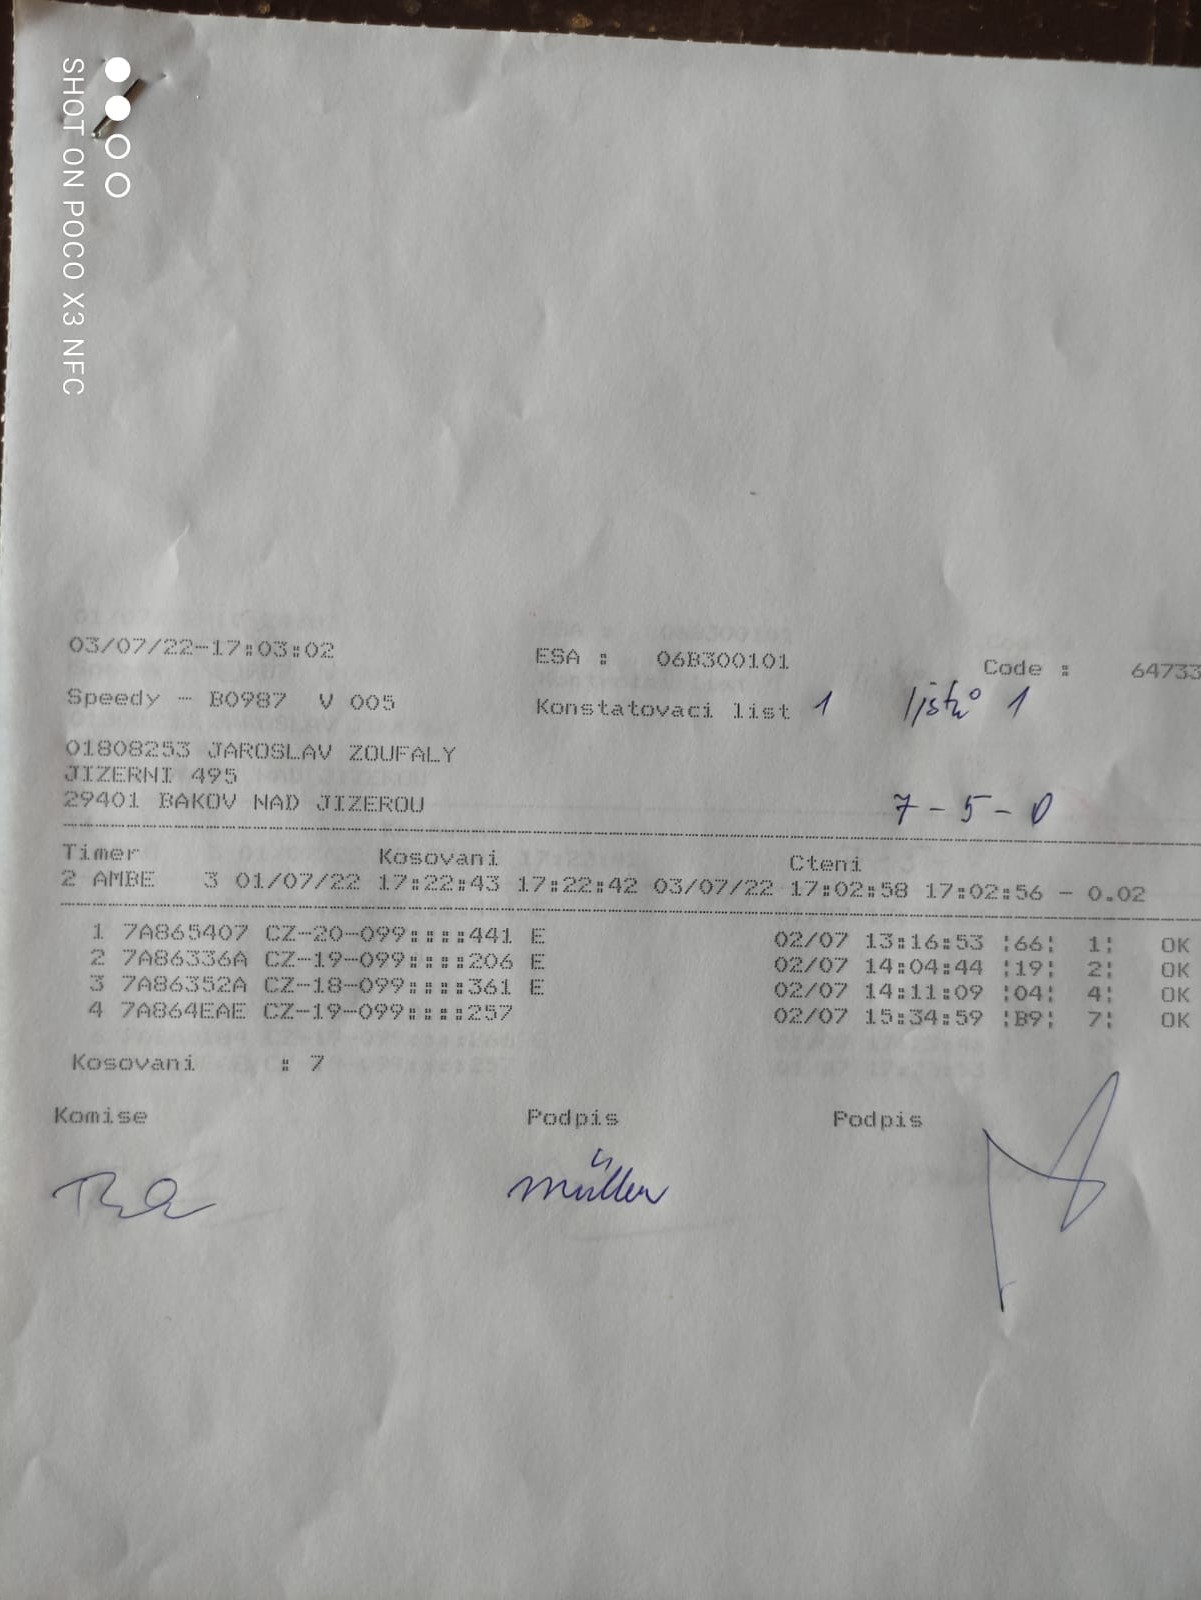 SHOT ON POCO X3 NFC
03/07/22-17:03:02 ESA : 06B300101 Code : 64733
Speedy - B0987 V 005 Konstatovaci list 1 lístků 1
01808253 JAROSLAV ZOUFALY
JIZERNI 495
29401 BAKOV NAD JIZEROU 7-5-0
Timer Kosovani Cteni
2 AMBE 3 01/07/22 17:22:43 17:22:42 03/07/22 17:02:58 17:02:56 - 0.02
1 7A865407 CZ-20-099::::441 E 02/07 13:16:53 ¦66¦ 1¦ OK
2 7A86336A CZ-19-099::::206 E 02/07 14:04:44 ¦19¦ 2¦ OK
3 7A86352A CZ-18-099::::361 E 02/07 14:11:09 ¦04¦ 4¦ OK
4 7A864EAE CZ-19-099::::257 02/07 15:34:59 ¦B9¦ 7¦ OK
Kosovani : 7
Komise Podpis Podpis
Müller